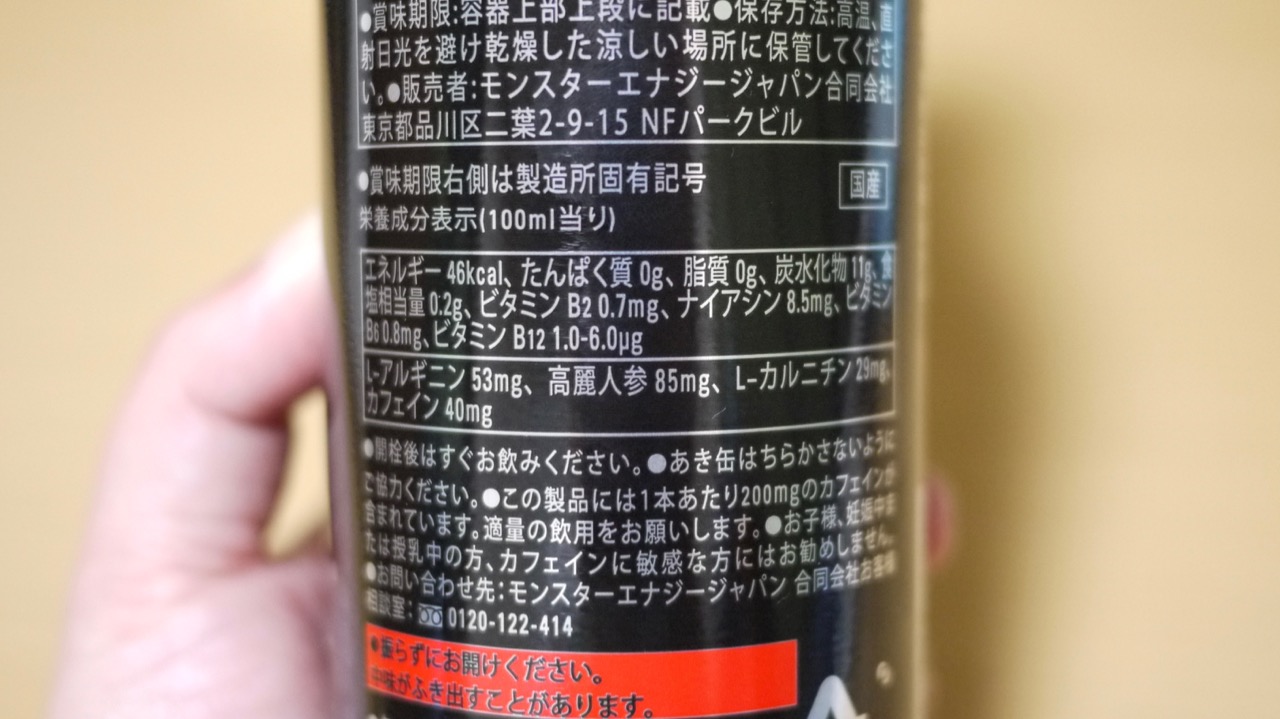 ●賞味期限:容器上部上段に記載●保存方法:高温、直
射日光を避け乾燥した涼しい場所に保管してくださ
い。●販売者:モンスターエナジージャパン合同会社
東京都品川区二葉2-9-15 NFパークビル
●賞味期限右側は製造所固有記号
国産
栄養成分表示(100ml当り)
エネルギー 46kcal、たんぱく質 0g、脂質 0g、炭水化物 11g、食
塩相当量 0.2g、ビタミン B2 0.7mg、ナイアシン 8.5mg、ビタミン
B6 0.8mg、ビタミン B12 1.0-6.0μg
L-アルギニン 53mg、高麗人参 85mg、L-カルニチン 29mg、
カフェイン 40mg
●開栓後はすぐお飲みください。●あき缶はちらかさないように
ご協力ください。●この製品には1本あたり200mgのカフェインが
含まれています。適量の飲用をお願いします。●お子様、妊娠中ま
たは授乳中の方、カフェインに敏感な方にはお勧めしません。
●お問い合わせ先:モンスターエナジージャパン 合同会社お客様
相談室: 0120-122-414
●振らずにお開けください。
中味がふき出すことがあります。